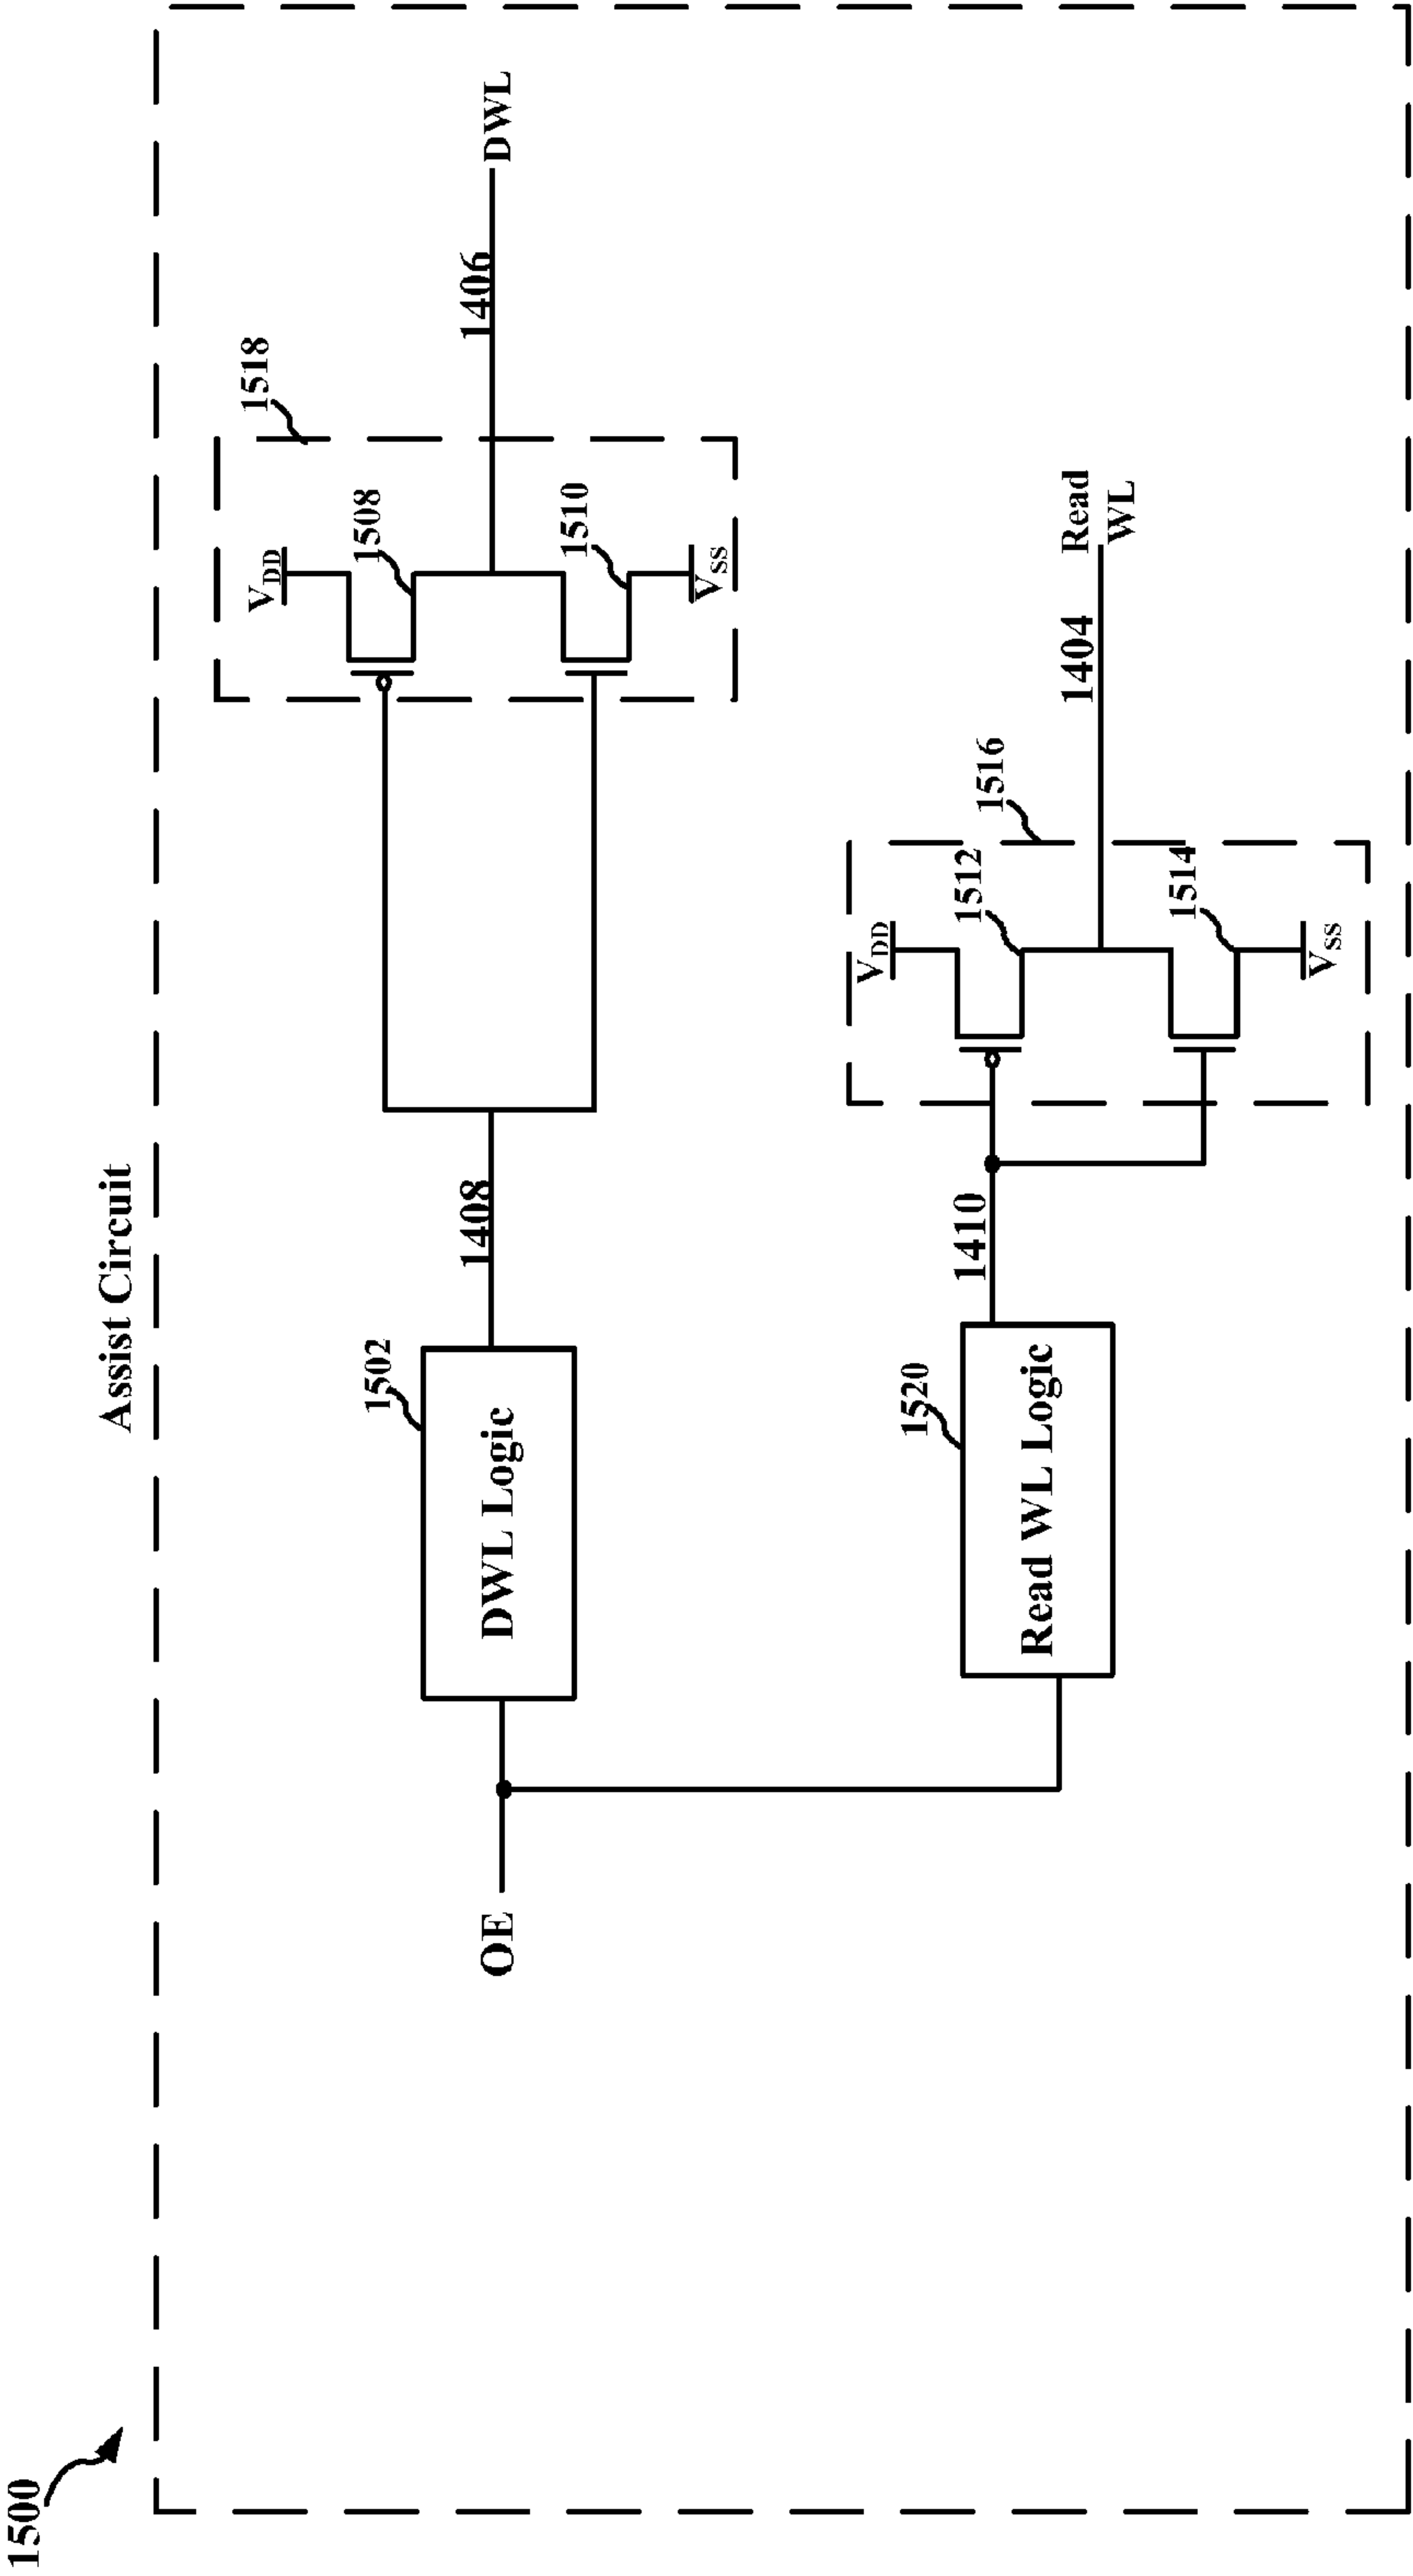 1500
Assist Circuit
OE
1502
DWL Logic
1408
1518
V_DD
1508
1510
V_SS
1406
DWL
1520
Read WL Logic
1410
1516
V_DD
1512
1514
V_SS
1404
Read
WL